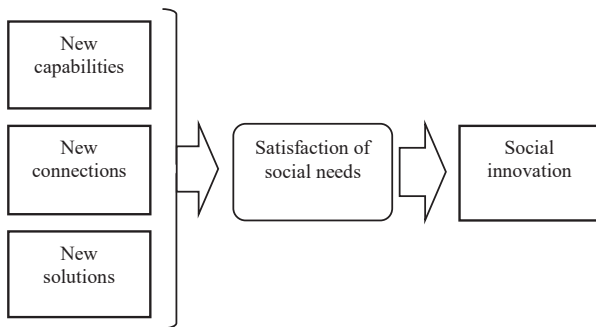 New
capabilities
New
connections
New
solutions
Satisfaction of
social needs
Social
innovation